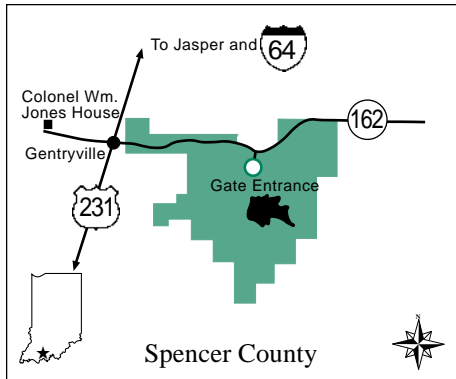 To Jasper and 64
Colonel Wm.
Jones House
162
Gentryville
Gate Entrance
231
N
Spencer County